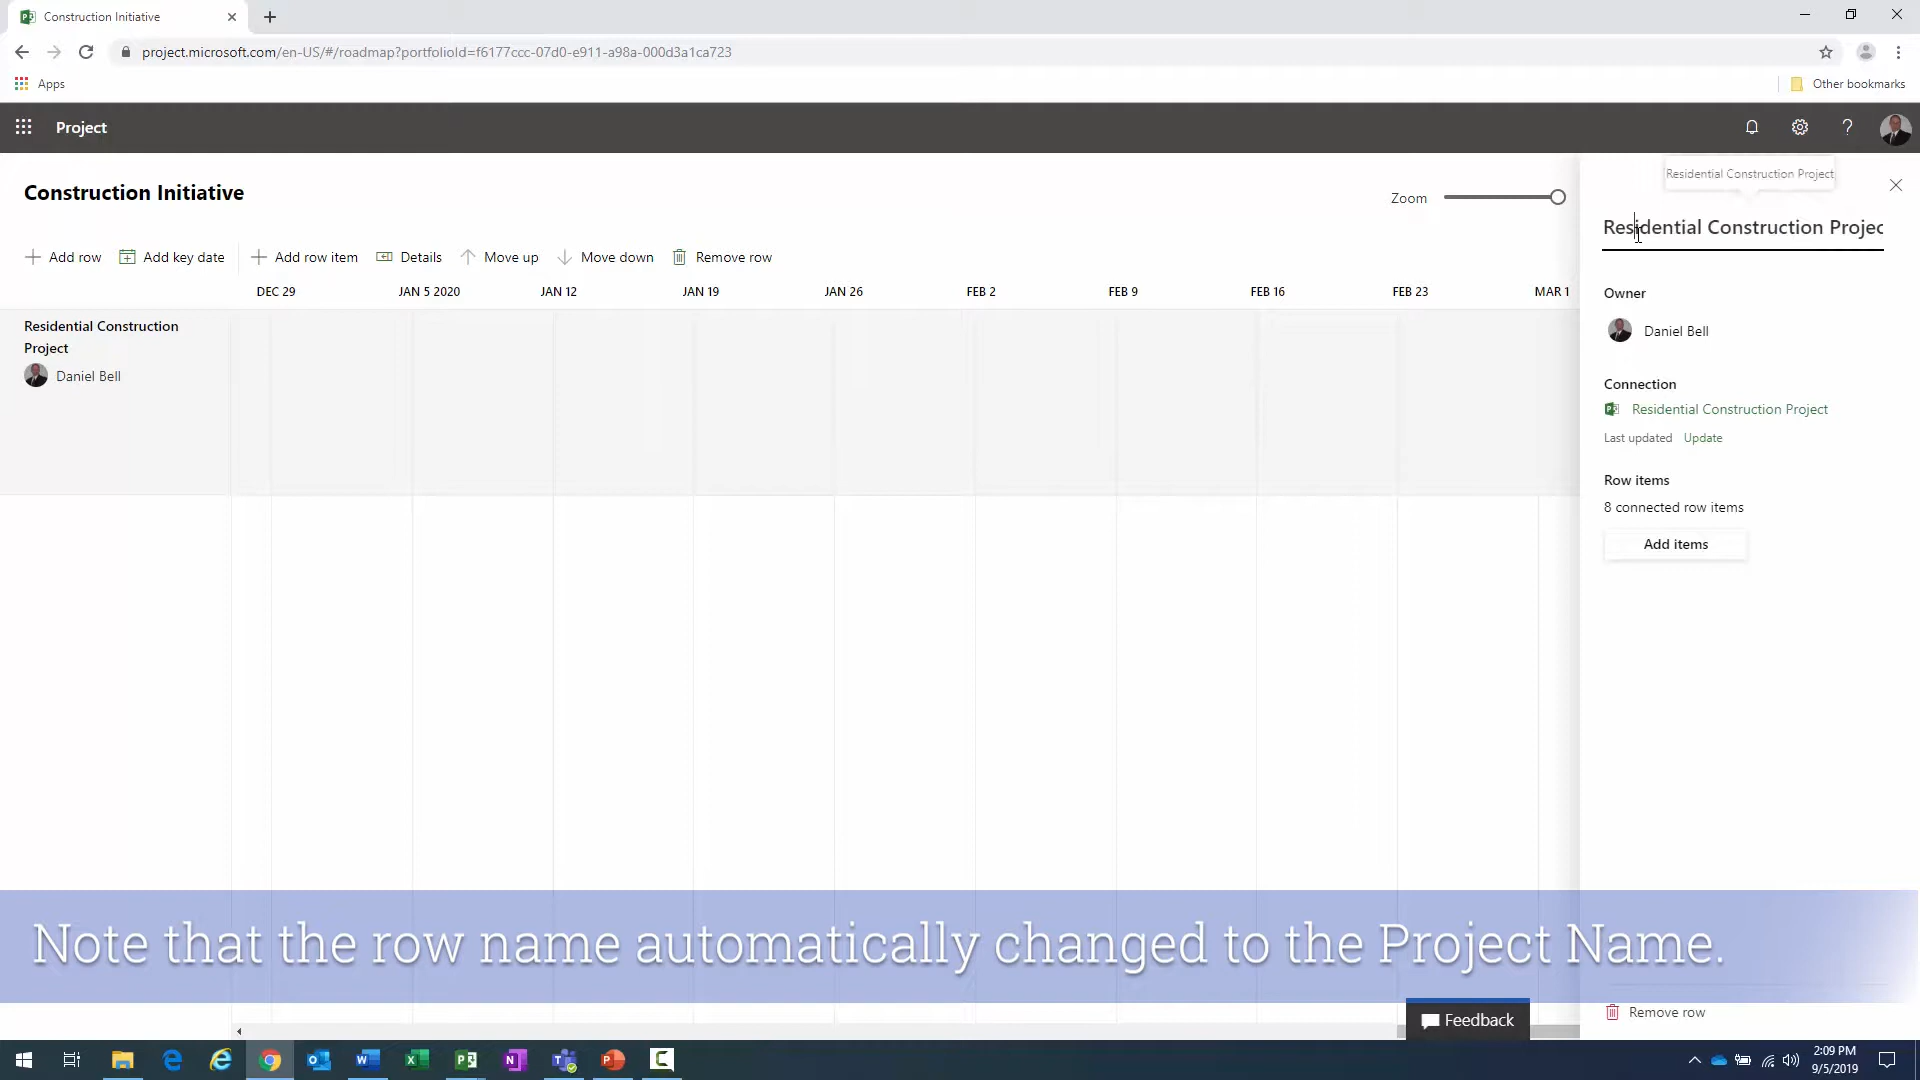 Construction Initiative
project.microsoft.com/en-US/#/roadmap?portfolioId=f6177ccc-07d0-e911-a98a-000d3a1ca723
Apps
Other bookmarks
Project
Residential Construction Project
Construction Initiative
Zoom
Residential Construction Projec
Add row
Add key date
Add row item
Details
Move up
Move down
Remove row
DEC 29
JAN 5 2020
JAN 12
JAN 19
JAN 26
FEB 2
FEB 9
FEB 16
FEB 23
MAR 1
Residential Construction
Project
Daniel Bell
Owner
Daniel Bell
Connection
Residential Construction Project
Last updated Update
Row items
8 connected row items
Add items
Note that the row name automatically changed to the Project Name.
Remove row
Feedback
2:09 PM
9/5/2019